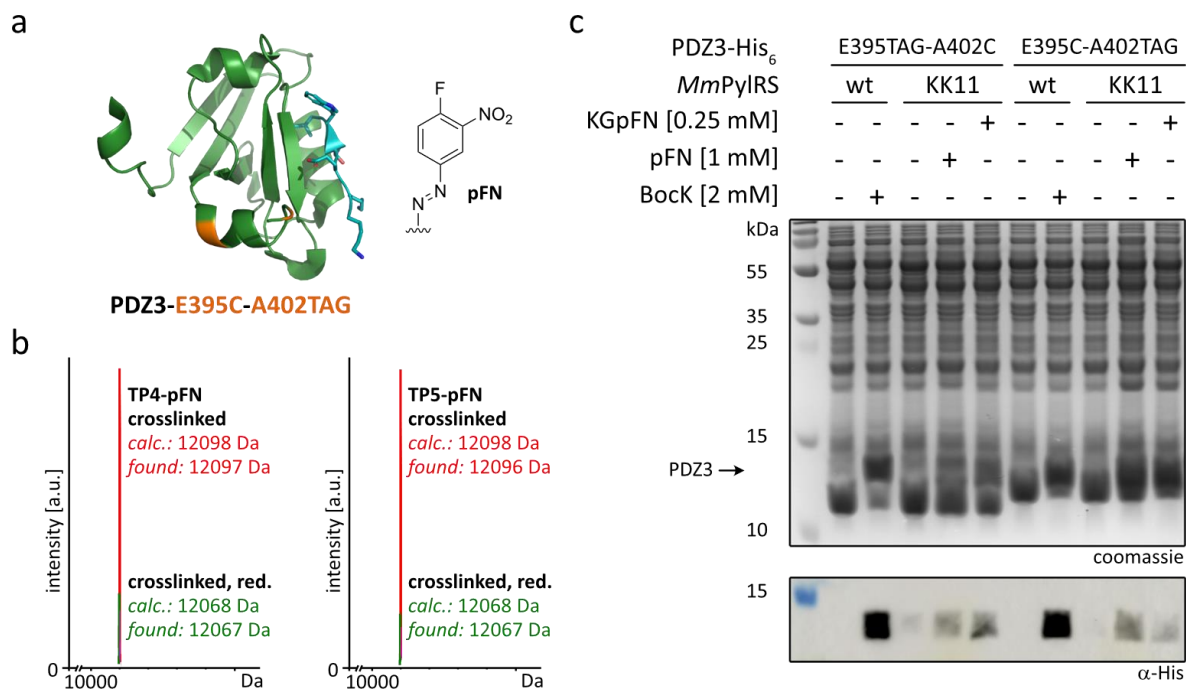 a
F
NO₂
N
N
pFN
PDZ3-E395C-A402TAG
b
intensity [a.u.]
TP4-pFN
crosslinked
calc.: 12098 Da
found: 12097 Da
crosslinked, red.
calc.: 12068 Da
found: 12067 Da
0
10000
Da
intensity [a.u.]
TP5-pFN
crosslinked
calc.: 12098 Da
found: 12096 Da
crosslinked, red.
calc.: 12068 Da
found: 12067 Da
0
10000
Da
c
PDZ3-His₆ E395TAG-A402C E395C-A402TAG
MmPylRS wt KK11 wt KK11
KGpFN [0.25 mM] - - - - + - - - - +
pFN [1 mM] - - - + - - - - + -
BocK [2 mM] - + - - - - + - - -
kDa
55
35
25
15
PDZ3 →
10
coomassie
15
α-His